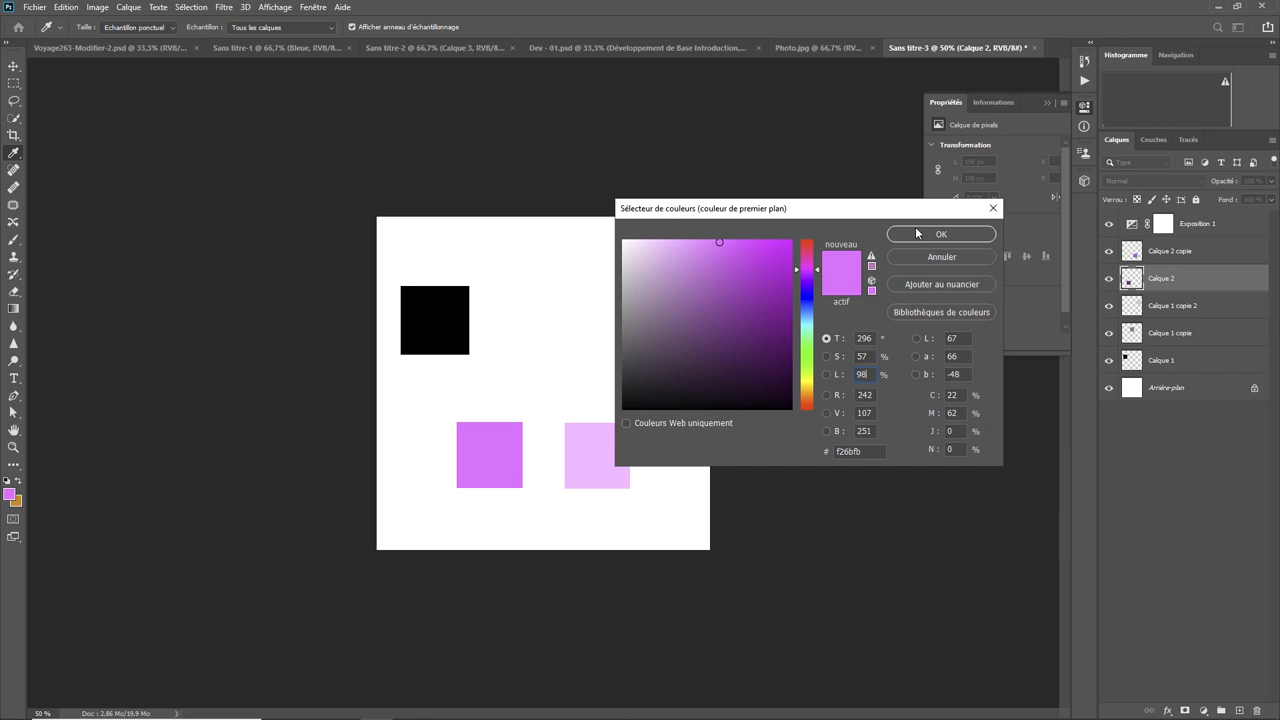 Ps Fichier Edition Image Calque Texte Sélection Filtre 3D Affichage Fenêtre Aide
Taille : Echantillon ponctuel Echantillon : Tous les calques Afficher anneau d'échantillonnage
Voyage263-Modifier-2.psd @ 33,3% (RVB/... × Sans titre-1 @ 66,7% (Bleue, RVB/8... × Sans titre-2 @ 66,7% (Calque 3, RVB/8... × Dev - 01.psd @ 33,3% (Développement de Base Introduction,... × Photo.jpg @ 66,7% (RVB/... × Sans titre-3 @ 50% (Calque 2, RVB/8#) * ×
Histogramme Navigation
Propriétés Informations
Calque de pixels
Transformation
L 198 px X
H 198 px Y
Calques Couches Tracés
Type
Normal Opacité : 100 %
Verrou : Fond : 100 %
Exposition 1
Calque 2 copie
Calque 2
Calque 1 copie 2
Calque 1 copie
Calque 1
Arrière-plan
Sélecteur de couleurs (couleur de premier plan)
nouveau
actif
OK
Annuler
Ajouter au nuancier
Bibliothèques de couleurs
T : 296 ° L : 67
S : 57 % a : 66
L : 98 % b : -48
R : 242 C : 22 %
V : 107 M : 62 %
B : 251 J : 0 %
# f26bfb N : 0 %
Couleurs Web uniquement
50 % Doc : 2,86 Mo/19,9 Mo